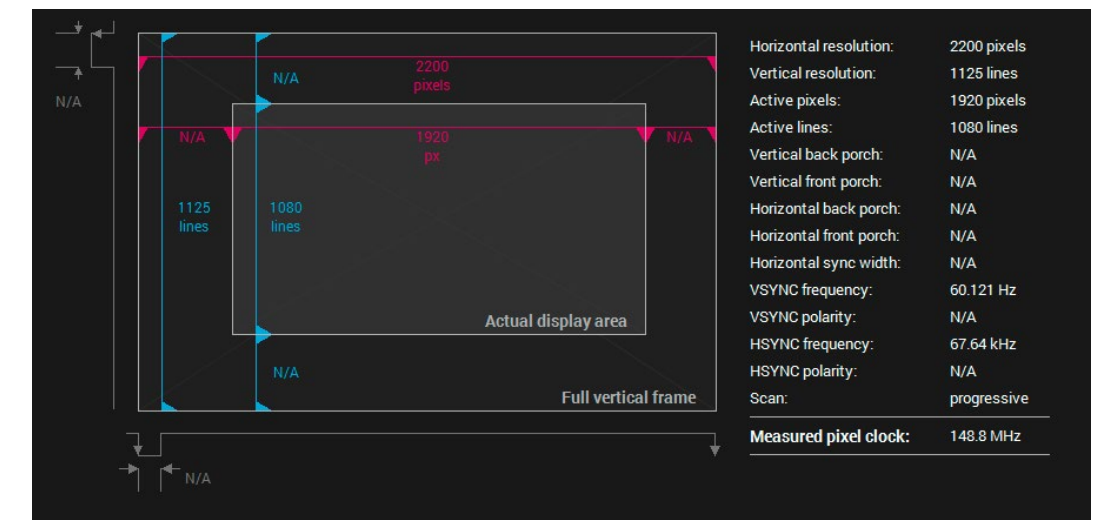 N/A
2200
pixels
N/A
N/A
1920
px
N/A
1125
lines
1080
lines
Actual display area
N/A
Full vertical frame
N/A
Horizontal resolution: 2200 pixels
Vertical resolution: 1125 lines
Active pixels: 1920 pixels
Active lines: 1080 lines
Vertical back porch: N/A
Vertical front porch: N/A
Horizontal back porch: N/A
Horizontal front porch: N/A
Horizontal sync width: N/A
VSYNC frequency: 60.121 Hz
VSYNC polarity: N/A
HSYNC frequency: 67.64 kHz
HSYNC polarity: N/A
Scan: progressive
Measured pixel clock: 148.8 MHz